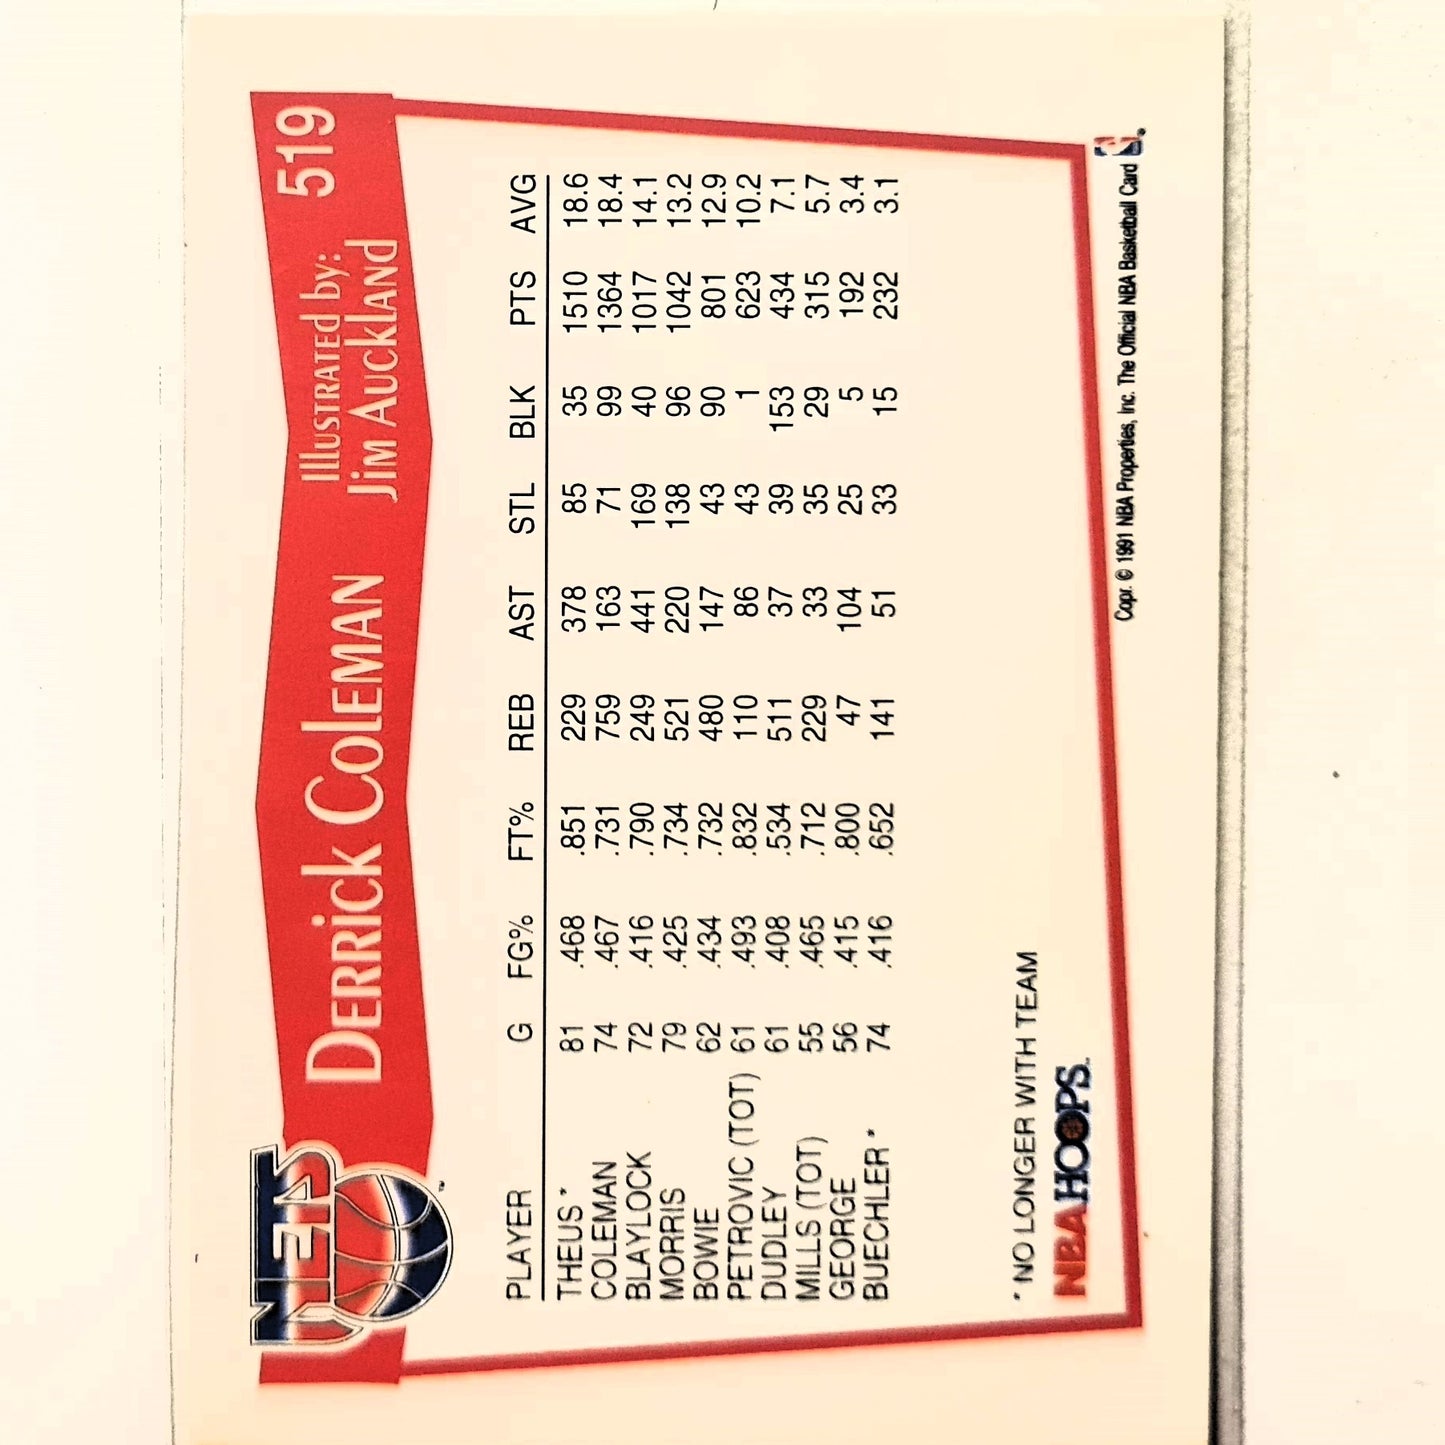 NETS
DERRICK COLEMAN
ILLUSTRATED by:
JIM AUCKLAND
519
PLAYER G FG% FT% REB AST STL BLK PTS AVG
THEUS * 81 .468 .851 229 378 85 35 1510 18.6
COLEMAN 74 .467 .731 759 163 71 99 1364 18.4
BLAYLOCK 72 .416 .790 249 441 169 40 1017 14.1
MORRIS 79 .425 .734 521 220 138 96 1042 13.2
BOWIE 62 .434 .732 480 147 43 90 801 12.9
PETROVIC (TOT) 61 .493 .832 110 86 43 1 623 10.2
DUDLEY 61 .408 .534 511 37 39 153 434 7.1
MILLS (TOT) 55 .465 .712 229 33 35 29 315 5.7
GEORGE 56 .415 .800 47 104 25 5 192 3.4
BUECHLER * 74 .416 .652 141 51 33 15 232 3.1
* NO LONGER WITH TEAM
NBA HOOPS
Copr. © 1991 NBA Properties, Inc. The Official NBA Basketball Card